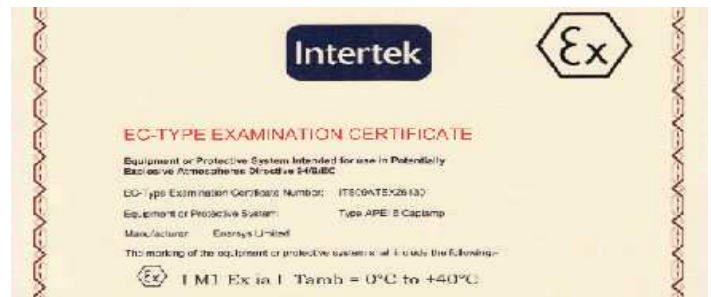 Intertek
Ex
EC-TYPE EXAMINATION CERTIFICATE
Equipment or Protective System Intended for use in Potentially
Explosive Atmospheres Directive 94/9/EC
EC-Type Examination Certificate Number:
Equipment or Protective System: Type Caplamp
Manufacturer: Enersys Limited
The marking of the equipment or protective system shall include the following:-
Ex I M1 Ex ia I Tamb = 0°C to +40°C